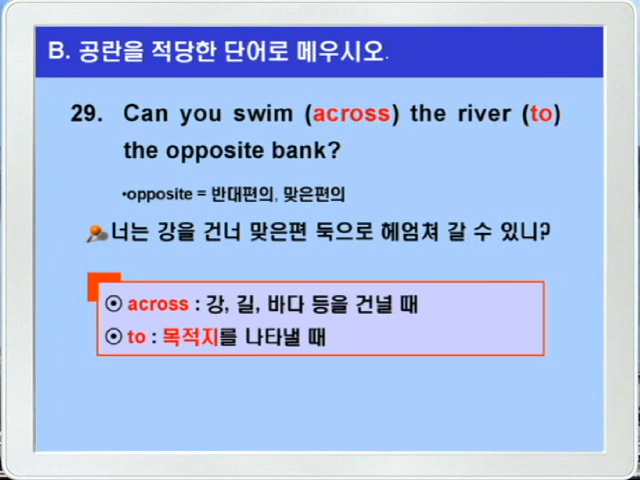 B. 공란을 적당한 단어로 메우시오.
29. Can you swim (across) the river (to)
the opposite bank?
•opposite = 반대편의, 맞은편의
너는 강을 건너 맞은편 둑으로 헤엄쳐 갈 수 있니?
⊙ across : 강, 길, 바다 등을 건널 때
⊙ to : 목적지를 나타낼 때